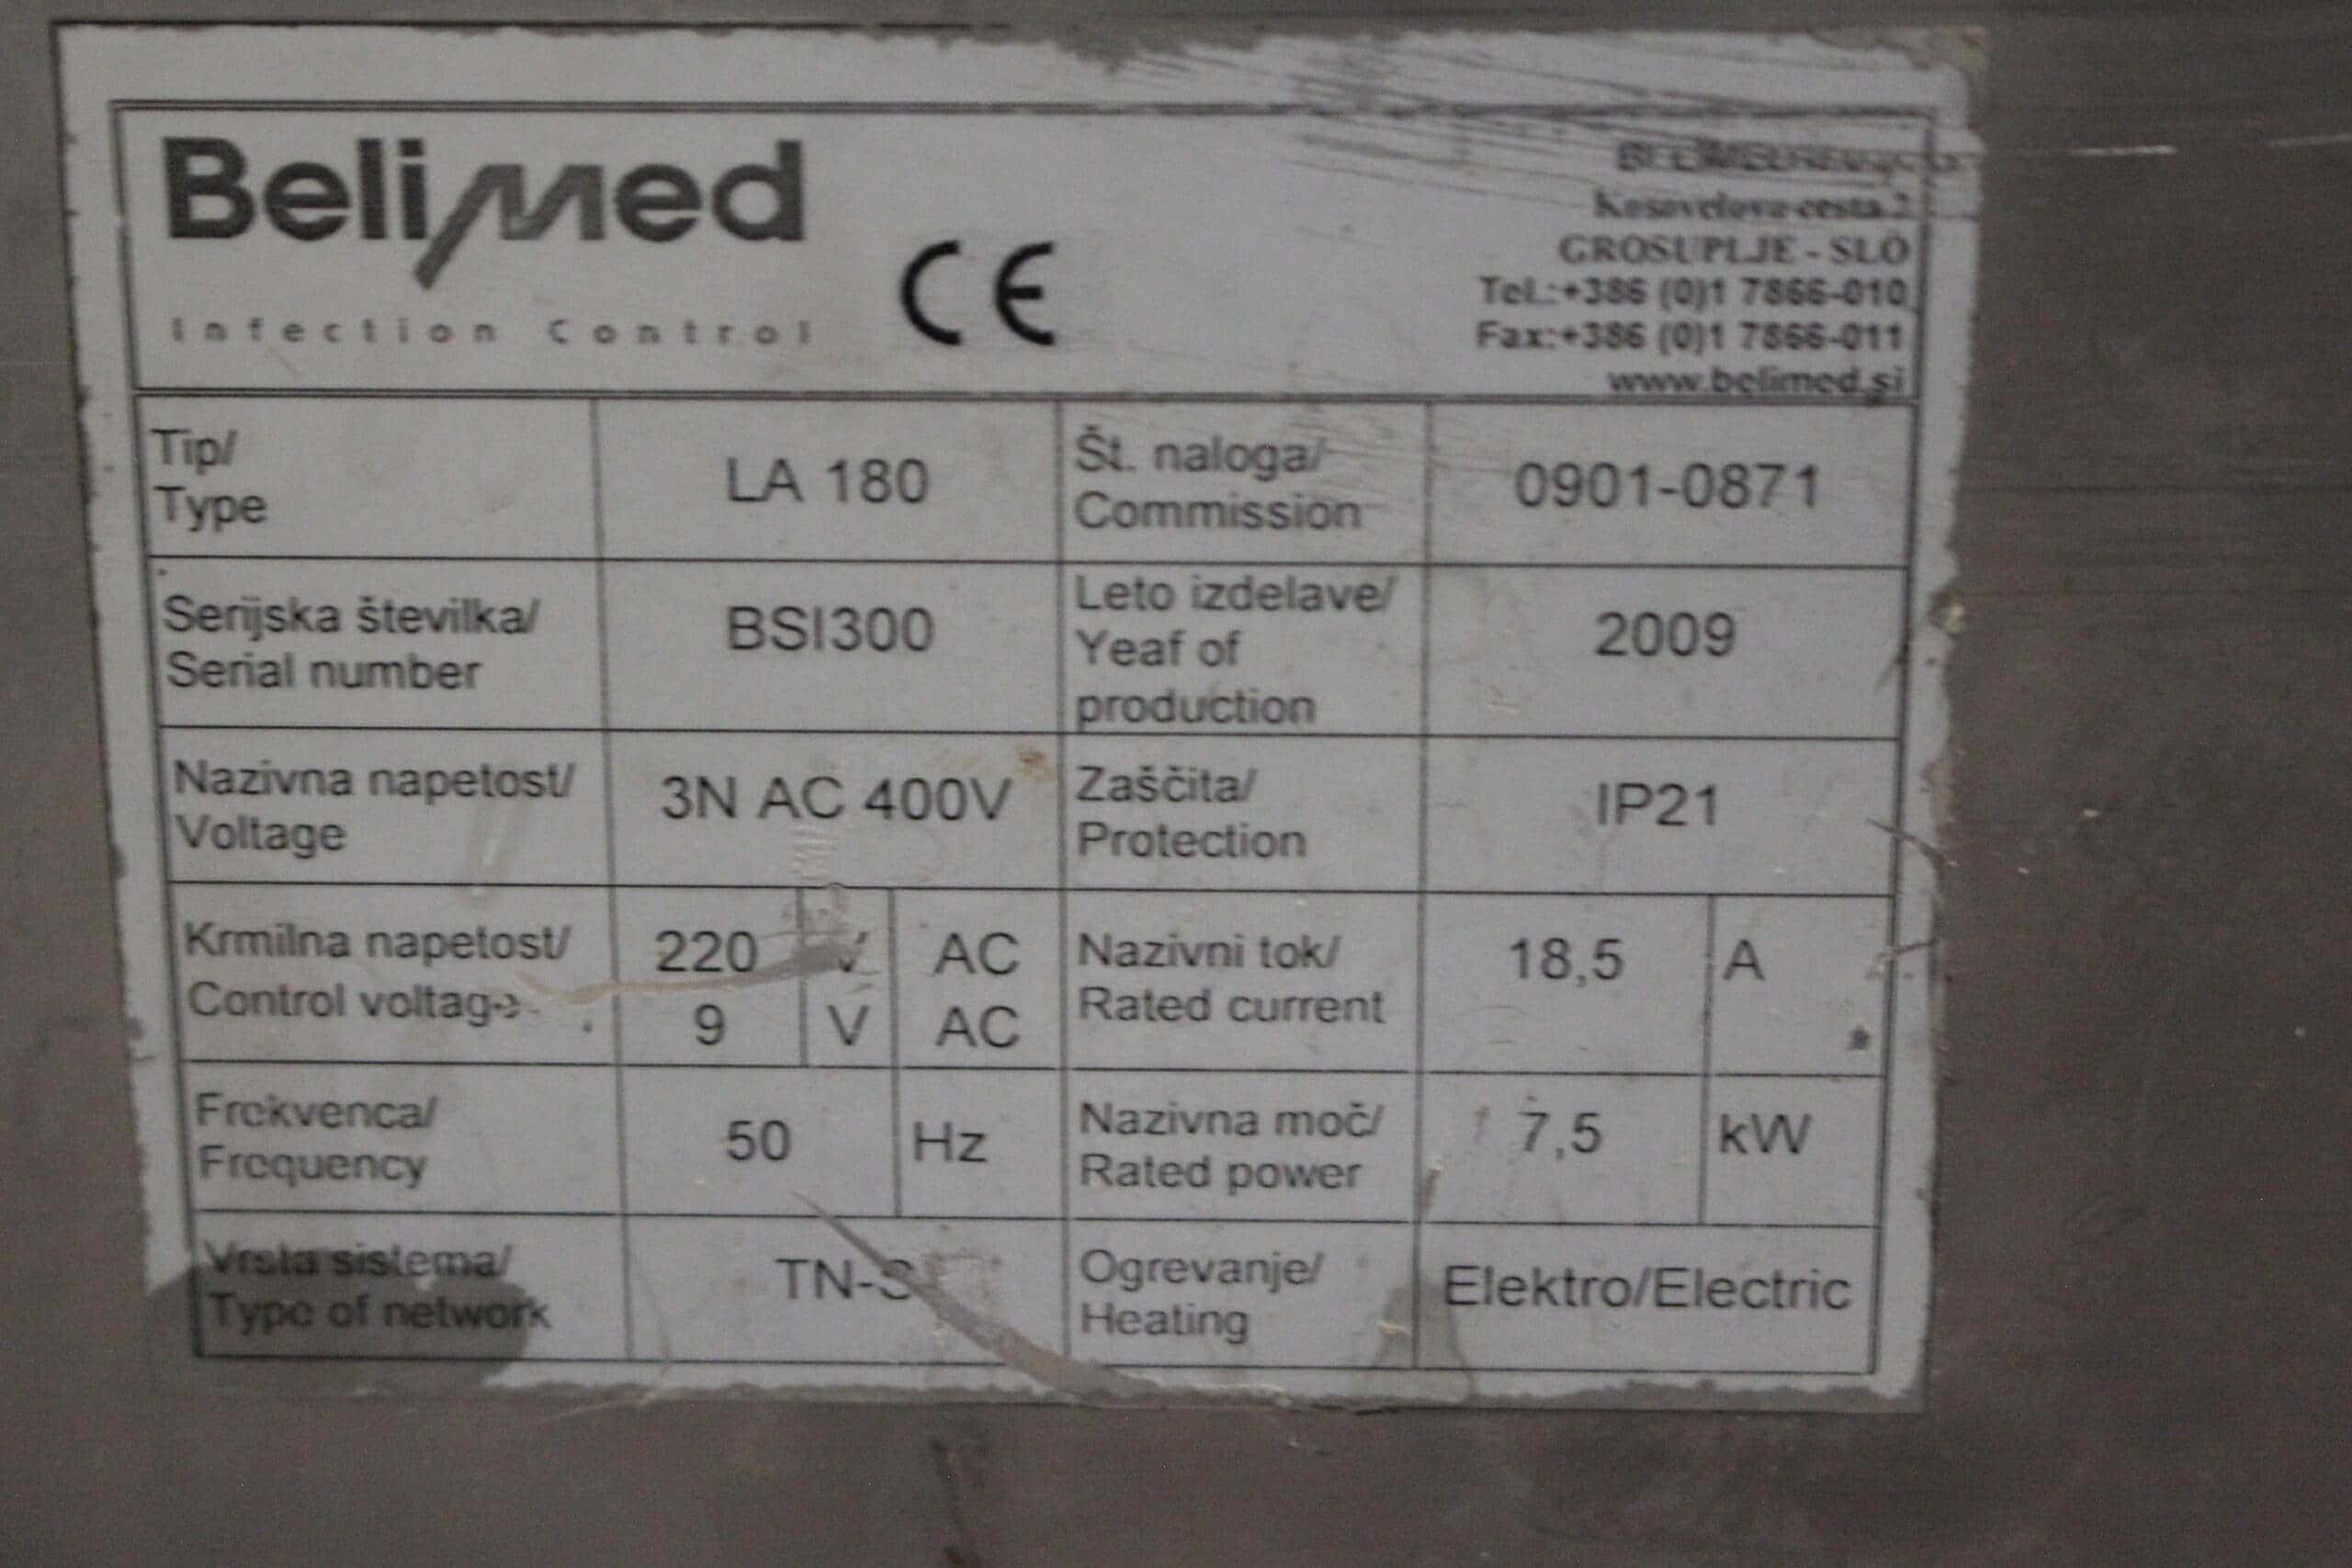 Belimed
Infection Control
CE
Kosovelova cesta 2
GROSUPLJE - SLO
Tel.:+386 (0)1 7866-010
Fax:+386 (0)1 7866-011
www.belimed.si
Tip/
Type
LA 180
Št. naloga/
Commission
0901-0871
Serijska številka/
Serial number
BSI300
Leto izdelave/
Yeaf of
production
2009
Nazivna napetost/
Voltage
3N AC 400V
Zaščita/
Protection
IP21
Krmilna napetost/
Control voltage
220 V AC
9 V AC
Nazivni tok/
Rated current
18,5 A
Frekvenca/
Frequency
50 Hz
Nazivna moč/
Rated power
7,5 kW
Vrsta sistema/
Type of network
TN-S
Ogrevanje/
Heating
Elektro/Electric